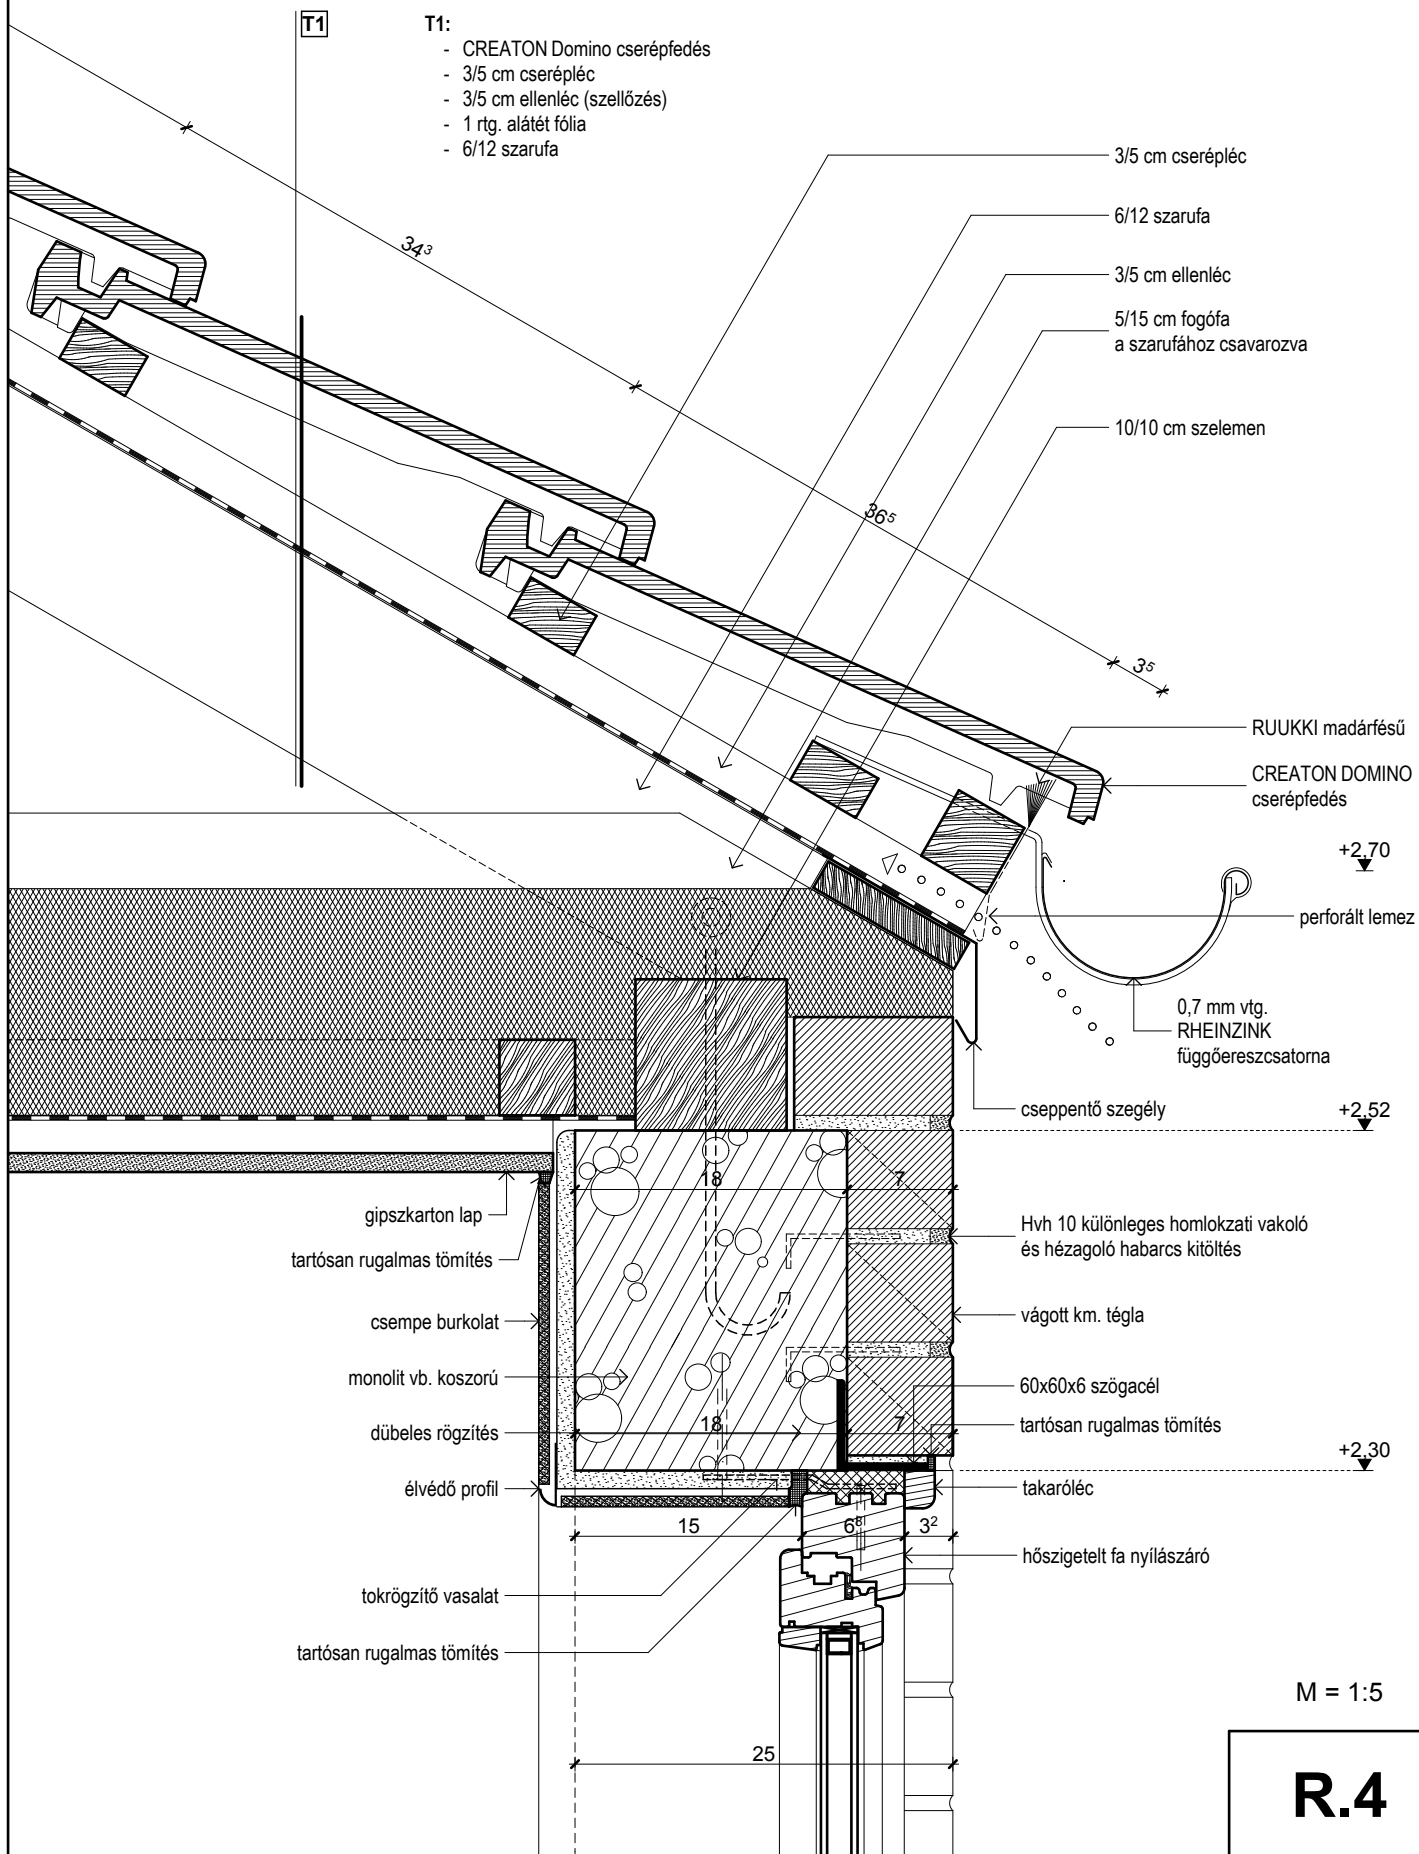 T1
T1:
- CREATON Domino cserépfedés
- 3/5 cm cserépléc
- 3/5 cm ellenléc (szellőzés)
- 1 rtg. alátét fólia
- 6/12 szarufa
3/5 cm cserépléc
6/12 szarufa
34³
3/5 cm ellenléc
5/15 cm fogófa
a szarufához csavarozva
10/10 cm szelemen
36⁵
3⁵
RUUKKI madárfésű
CREATON DOMINO
cserépfedés
+2,70
perforált lemez
0,7 mm vtg.
RHEINZINK
függőereszcsatorna
cseppentő szegély
+2,52
18
7
gipszkarton lap
Hvh 10 különleges homlokzati vakoló
és hézagoló habarcs kitöltés
tartósan rugalmas tömítés
csempe burkolat
vágott km. tégla
monolit vb. koszorú
60x60x6 szögacél
18
7
tartósan rugalmas tömítés
dübeles rögzítés
+2,30
élvédő profil
takaróléc
15
6⁸
3²
hőszigetelt fa nyílászáró
tokrögzítő vasalat
tartósan rugalmas tömítés
M = 1:5
25
R.4